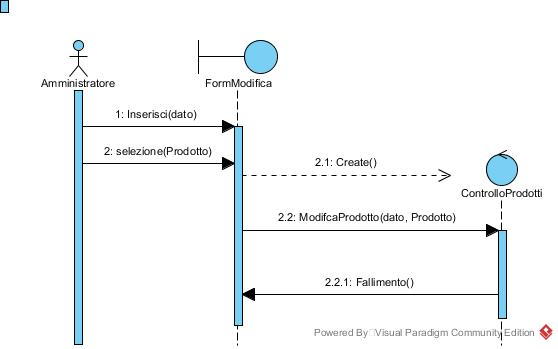 Amministratore
FormModifica
1: Inserisci(dato)
2: selezione(Prodotto)
2.1: Create()
ControlloProdotti
2.2: ModifcaProdotto(dato, Prodotto)
2.2.1: Fallimento()
Powered By Visual Paradigm Community Edition